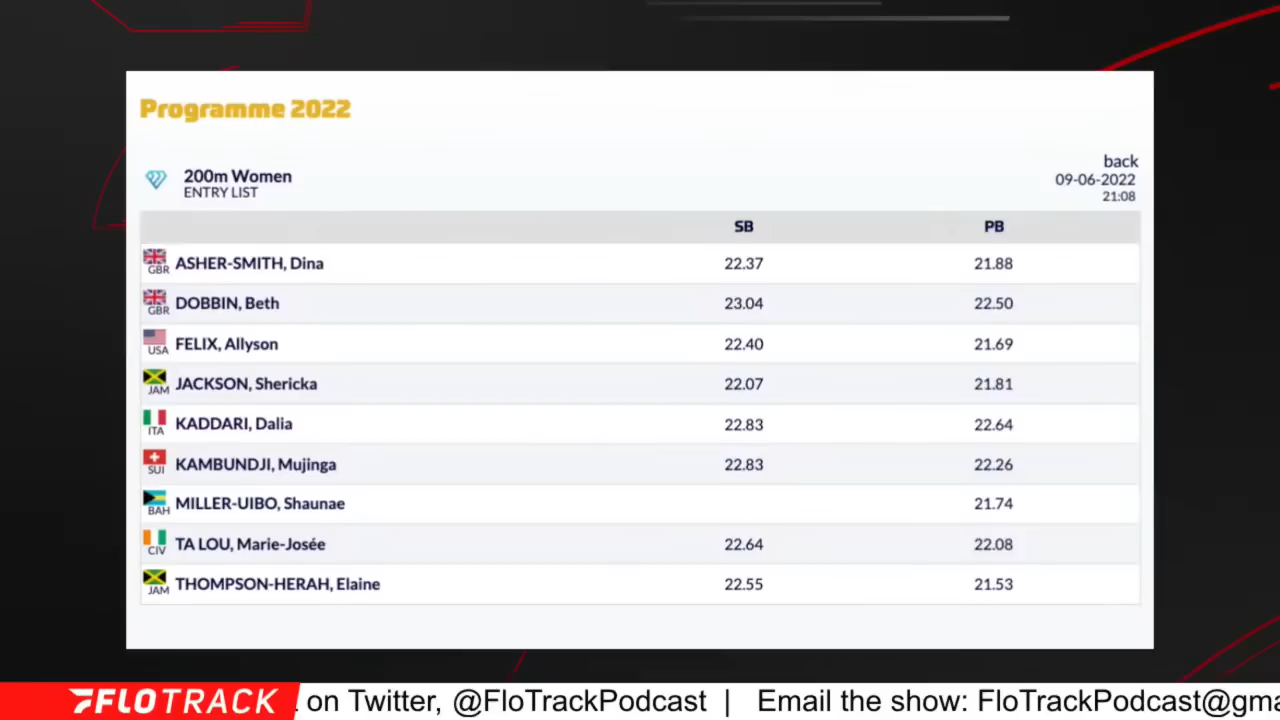 Programme 2022
200m Women
ENTRY LIST
back
09-06-2022
21:08
SB PB
GBR ASHER-SMITH, Dina 22.37 21.88
GBR DOBBIN, Beth 23.04 22.50
USA FELIX, Allyson 22.40 21.69
JAM JACKSON, Shericka 22.07 21.81
ITA KADDARI, Dalia 22.83 22.64
SUI KAMBUNDJI, Mujinga 22.83 22.26
BAH MILLER-UIBO, Shaunae 21.74
CIV TA LOU, Marie-Josée 22.64 22.08
JAM THOMPSON-HERAH, Elaine 22.55 21.53
FLOTRACK on Twitter, @FloTrackPodcast | Email the show: FloTrackPodcast@gma